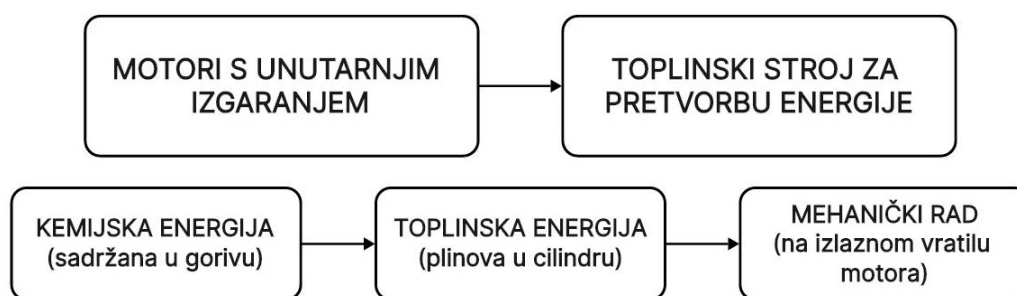 MOTORI S UNUTARNJIM
IZGARANJEM
TOPLINSKI STROJ ZA
PRETVORBU ENERGIJE
KEMIJSKA ENERGIJA
(sadržana u gorivu)
TOPLINSKA ENERGIJA
(plinova u cilindru)
MEHANIČKI RAD
(na izlaznom vratilu
motora)